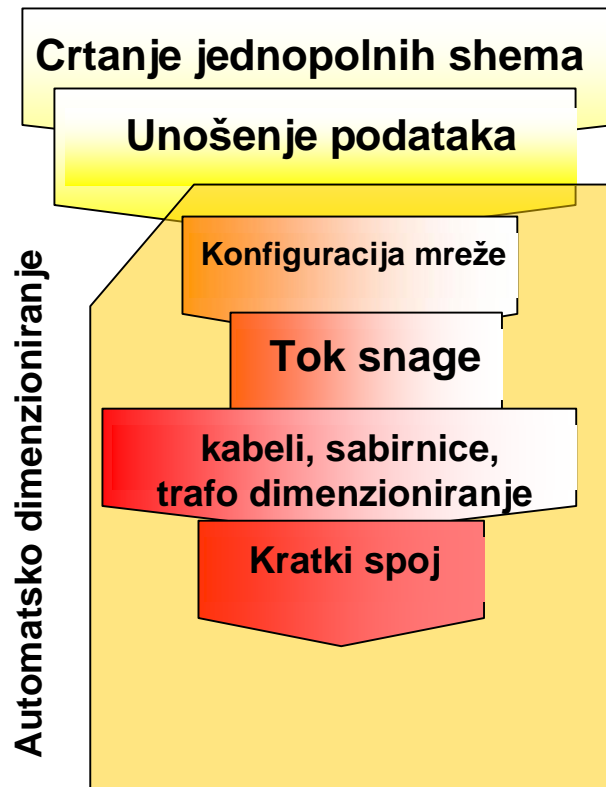 Crtanje jednopolnih shema
Unošenje podataka
Konfiguracija mreže
Tok snage
kabeli, sabirnice,
trafo dimenzioniranje
Kratki spoj
Automatsko dimenzioniranje